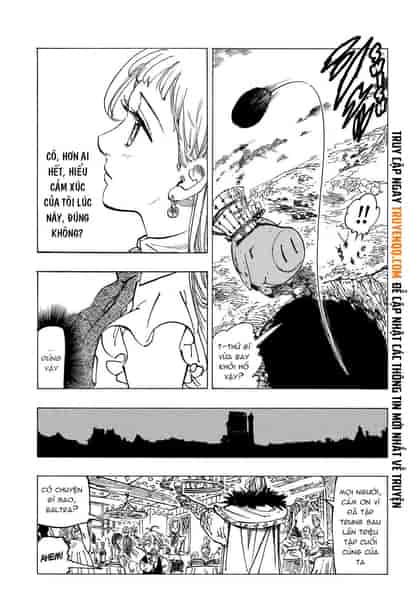 CÔ, HƠN AI
HẾT, HIỂU
CẢM XÚC
CỦA TÔI LÚC
NÀY, ĐÚNG
KHÔNG?
!!
T-THỨ GÌ
VỪA BAY
KHỎI HỐ
VẬY?
ĐÚNG
VẬY
MỌI NGƯỜI,
CẢM ƠN VÌ
ĐÃ TẬP
TRUNG SAU
LẦN TRIỆU
TẬP CUỐI
CÙNG CỦA
TA
CÓ CHUYỆN
GÌ SAO,
BALTRA?
AHEM!
TRUY CẬP NGAY TRUYENQQ.COM ĐỂ CẬP NHẬT CÁC THÔNG TIN MỚI NHẤT VỀ TRUYỆN